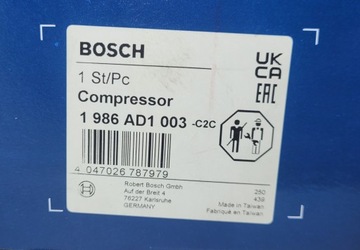 BOSCH
UK
CA
EAC
1 St/Pc
Compressor
1 986 AD1 003 -C2C
4 047026 787979
Robert Bosch GmbH
Auf der Breit 4
76227 Karlsruhe
GERMANY
250
439
Made in Taiwan
Fabriqué en Taiwan